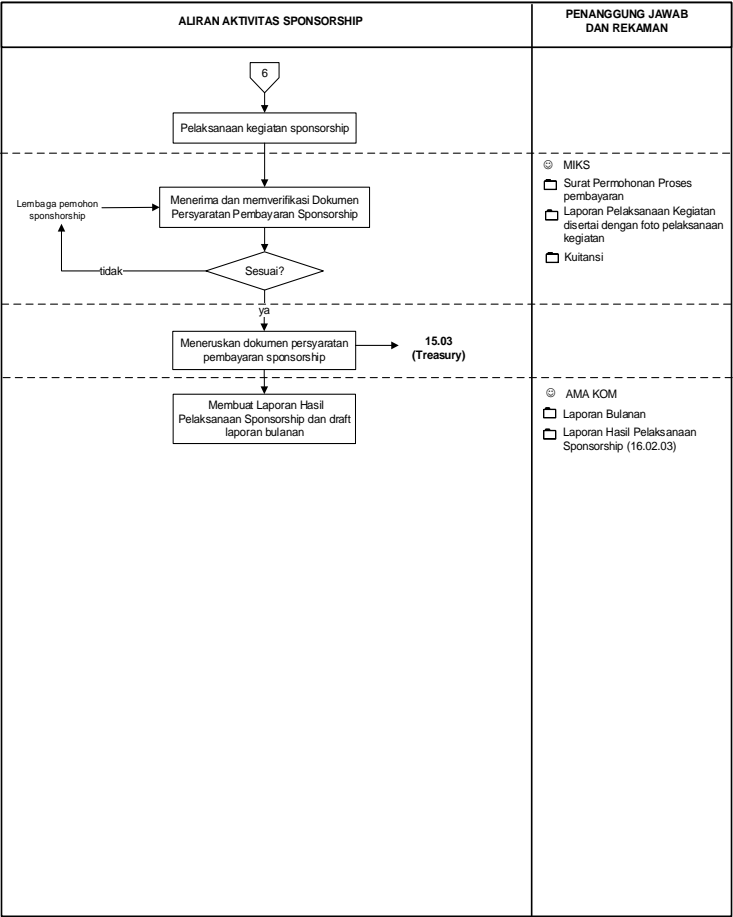 ALIRAN AKTIVITAS SPONSORSHIP
PENANGGUNG JAWAB
DAN REKAMAN
6
Pelaksanaan kegiatan sponsorship
Lembaga pemohon
sponshorship
Menerima dan memverifikasi Dokumen
Persyaratan Pembayaran Sponsorship
Sesuai?
tidak
ya
MIKS
Surat Permohonan Proses
pembayaran
Laporan Pelaksanaan Kegiatan
disertai dengan foto pelaksanaan
kegiatan
Kuitansi
Meneruskan dokumen persyaratan
pembayaran sponsorship
15.03
(Treasury)
Membuat Laporan Hasil
Pelaksanaan Sponsorship dan draft
laporan bulanan
AMA KOM
Laporan Bulanan
Laporan Hasil Pelaksanaan
Sponsorship (16.02.03)